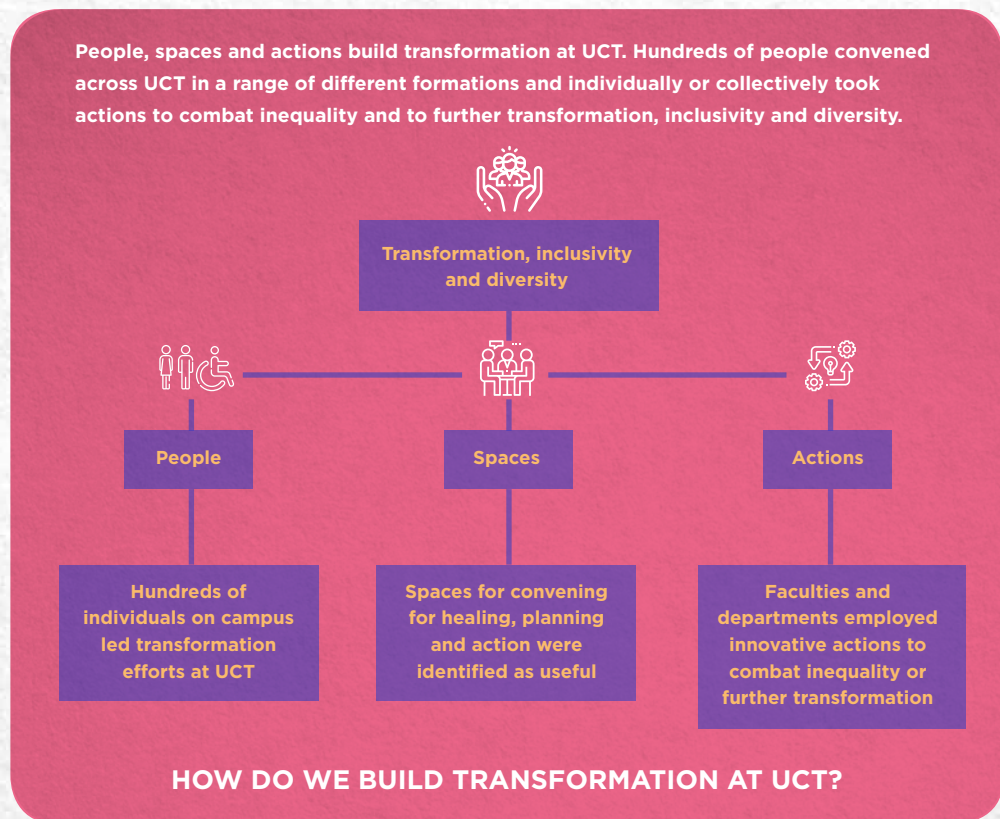 People, spaces and actions build transformation at UCT. Hundreds of people convened
across UCT in a range of different formations and individually or collectively took
actions to combat inequality and to further transformation, inclusivity and diversity.
Transformation, inclusivity
and diversity
People
Spaces
Actions
Hundreds of
individuals on campus
led transformation
efforts at UCT
Spaces for convening
for healing, planning
and action were
identified as useful
Faculties and
departments employed
innovative actions to
combat inequality or
further transformation
HOW DO WE BUILD TRANSFORMATION AT UCT?